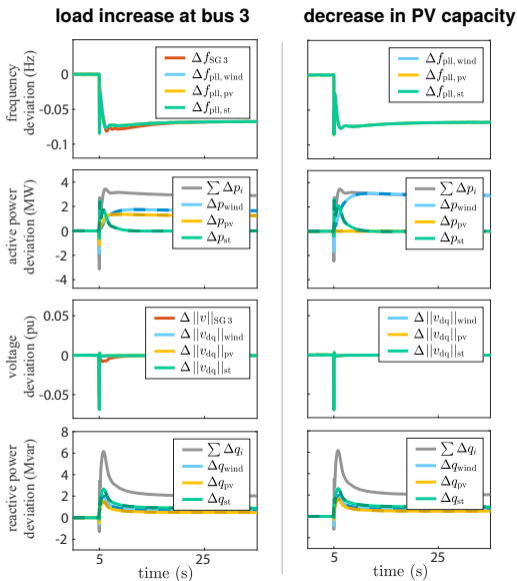 load increase at bus 3
decrease in PV capacity
frequency
deviation (Hz)
0
-0.05
-0.1
Δf_SG 3
Δf_pll, wind
Δf_pll, pv
Δf_pll, st
Δf_pll, wind
Δf_pll, pv
Δf_pll, st
active power
deviation (MW)
4
2
0
-2
-4
∑ Δp_i
Δp_wind
Δp_pv
Δp_st
∑ Δp_i
Δp_wind
Δp_pv
Δp_st
voltage
deviation (pu)
0.05
0
-0.05
Δ ||v||_SG 3
Δ ||v_dq||_wind
Δ ||v_dq||_pv
Δ ||v_dq||_st
Δ ||v_dq||_wind
Δ ||v_dq||_pv
Δ ||v_dq||_st
reactive power
deviation (Mvar)
8
6
4
2
0
-2
∑ Δq_i
Δq_wind
Δq_pv
Δq_st
∑ Δq_i
Δq_wind
Δq_pv
Δq_st
5
25
5
25
time (s)
time (s)